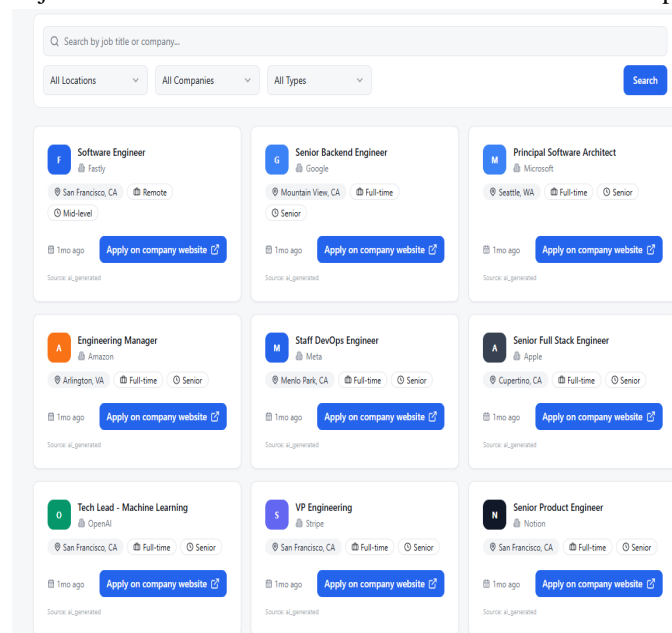 Search by job title or company...
All Locations All Companies All Types Search
F Software Engineer
Fastly
San Francisco, CA Remote
Mid-level
1mo ago Apply on company website
Source: ai_generated
G Senior Backend Engineer
Google
Mountain View, CA Full-time
Senior
1mo ago Apply on company website
Source: ai_generated
M Principal Software Architect
Microsoft
Seattle, WA Full-time Senior
1mo ago Apply on company website
Source: ai_generated
A Engineering Manager
Amazon
Arlington, VA Full-time Senior
1mo ago Apply on company website
Source: ai_generated
M Staff DevOps Engineer
Meta
Menlo Park, CA Full-time Senior
1mo ago Apply on company website
Source: ai_generated
A Senior Full Stack Engineer
Apple
Cupertino, CA Full-time Senior
1mo ago Apply on company website
Source: ai_generated
O Tech Lead - Machine Learning
OpenAI
San Francisco, CA Full-time Senior
1mo ago Apply on company website
Source: ai_generated
S VP Engineering
Stripe
San Francisco, CA Full-time Senior
1mo ago Apply on company website
Source: ai_generated
N Senior Product Engineer
Notion
San Francisco, CA Full-time Senior
1mo ago Apply on company website
Source: ai_generated